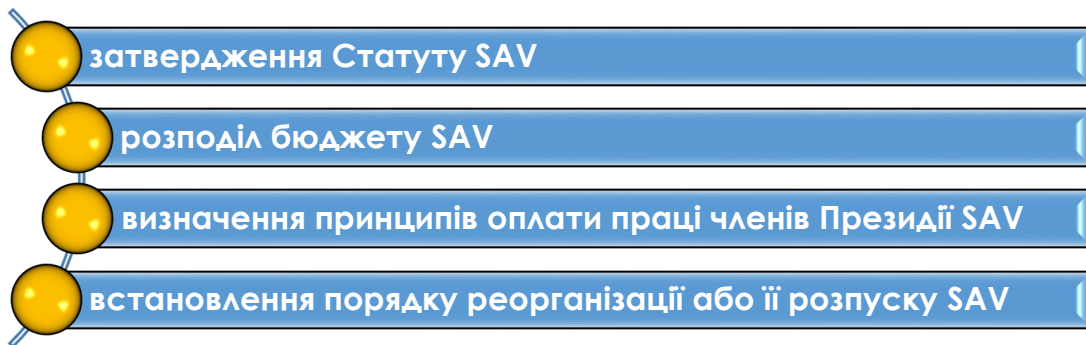 затвердження Статуту SAV
розподіл бюджету SAV
визначення принципів оплати праці членів Президії SAV
встановлення порядку реорганізації або її розпуску SAV